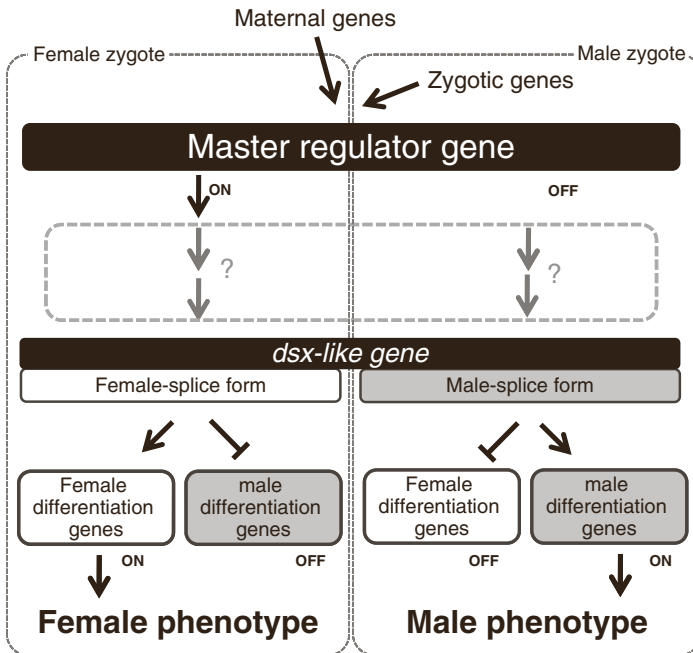 Maternal genes
Female zygote
Male zygote
Zygotic genes
Master regulator gene
ON
OFF
?
?
dsx-like gene
Female-splice form
Male-splice form
Female
differentiation
genes
male
differentiation
genes
Female
differentiation
genes
male
differentiation
genes
ON
OFF
OFF
ON
Female phenotype
Male phenotype